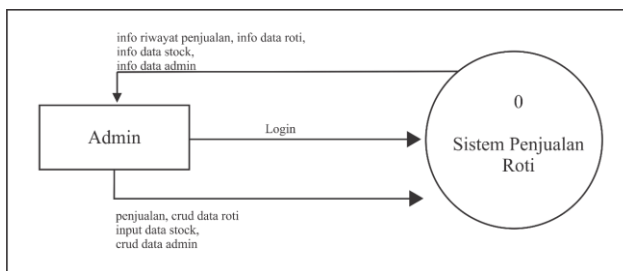 info riwayat penjualan, info data roti,
info data stock,
info data admin
Admin
Login
0
Sistem Penjualan
Roti
penjualan, crud data roti
input data stock,
crud data admin